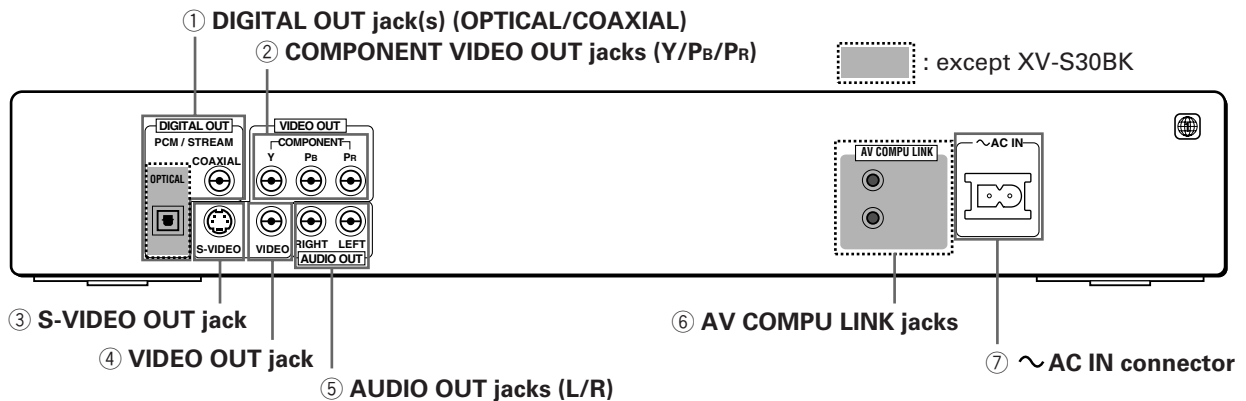 ① DIGITAL OUT jack(s) (OPTICAL/COAXIAL)
② COMPONENT VIDEO OUT jacks (Y/PB/PR)
: except XV-S30BK
DIGITAL OUT
PCM / STREAM
COAXIAL
OPTICAL
VIDEO OUT
COMPONENT
Y PB PR
S-VIDEO
VIDEO
RIGHT LEFT
AUDIO OUT
AV COMPU LINK
~AC IN
③ S-VIDEO OUT jack
④ VIDEO OUT jack
⑤ AUDIO OUT jacks (L/R)
⑥ AV COMPU LINK jacks
⑦ ~AC IN connector